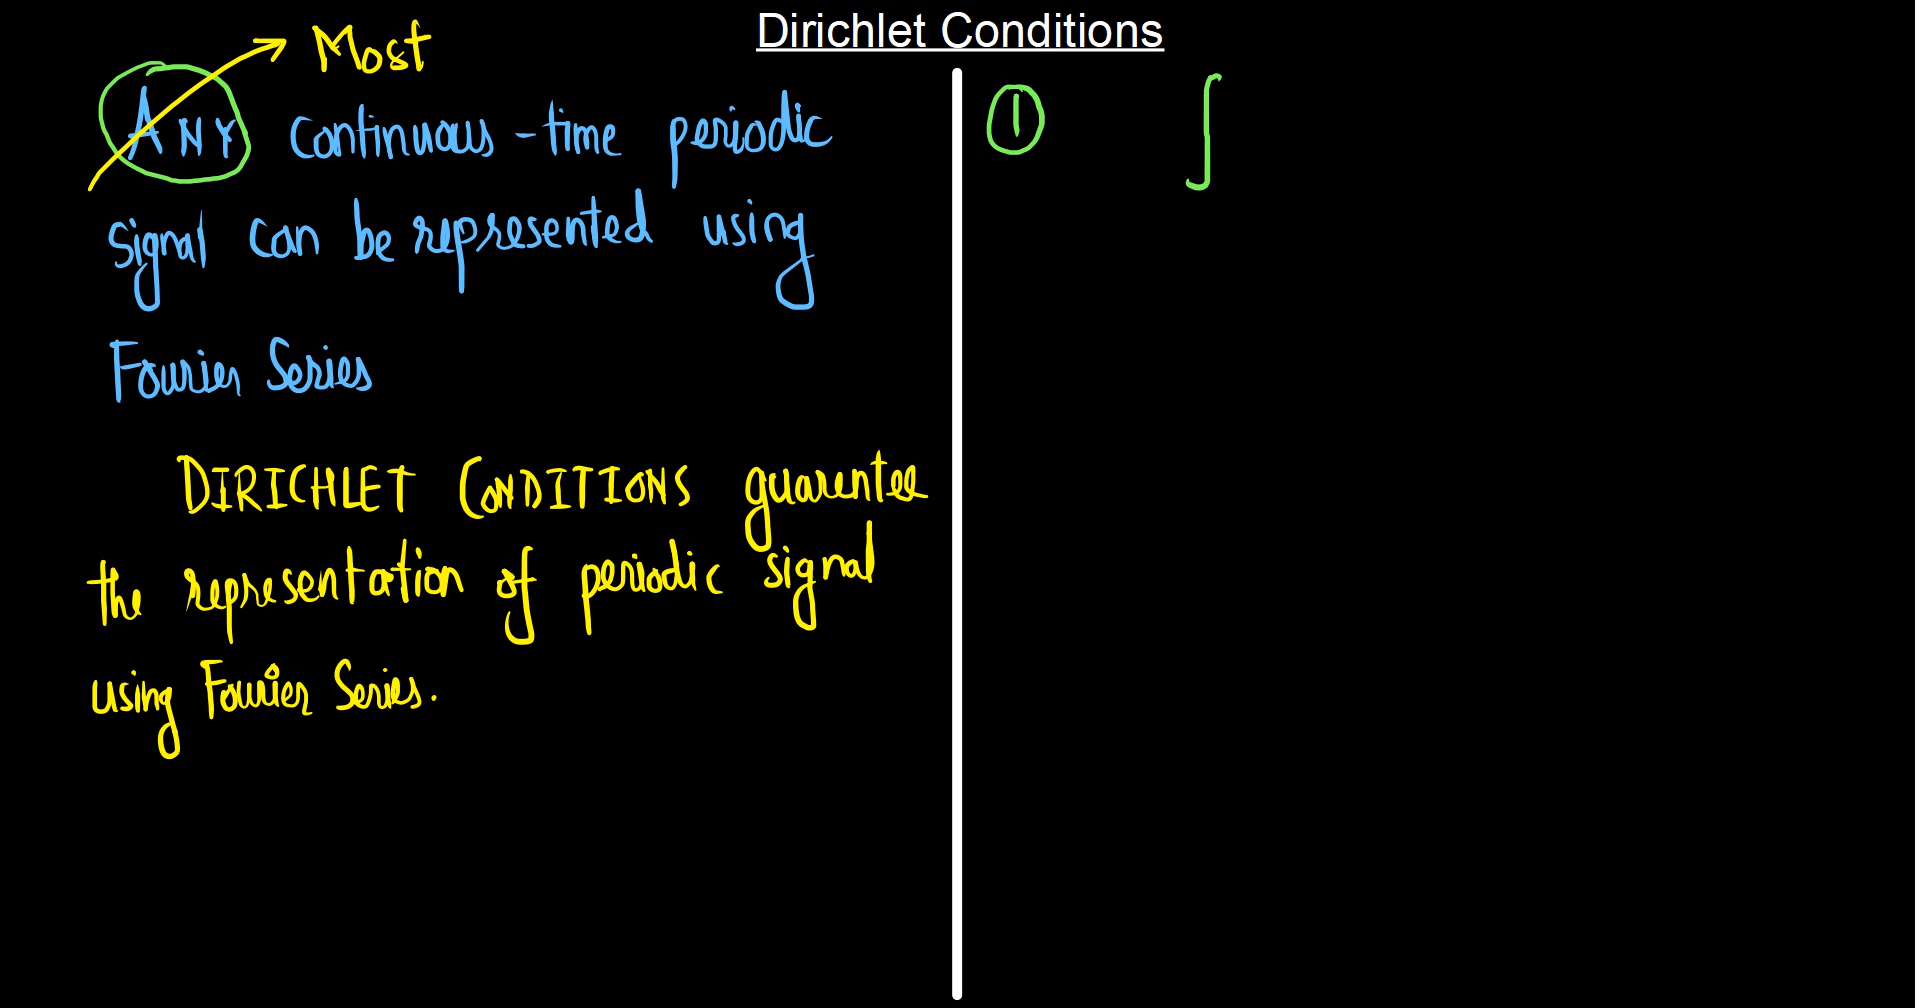 Dirichlet Conditions
Most
ANY Continuous-time periodic
signal can be represented using
Fourier Series
DIRICHLET CONDITIONS guarentee
the representation of periodic signal
using Fourier Series.
① ∫